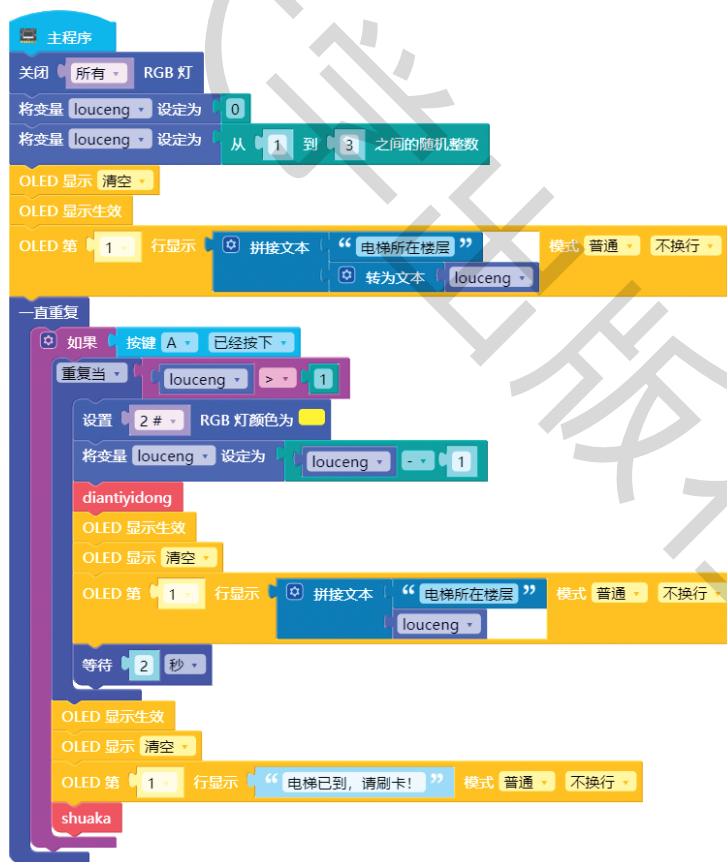 主程序
关闭 所有 RGB 灯
将变量 louceng 设定为 0
将变量 louceng 设定为 从 1 到 3 之间的随机整数
OLED 显示 清空
OLED 显示生效
OLED 第 1 行显示 拼接文本 “ 电梯所在楼层 ” 模式 普通 不换行
转为文本 louceng
一直重复
如果 按键 A 已经按下
重复当 louceng > 1
设置 2 # RGB 灯颜色为
将变量 louceng 设定为 louceng - 1
diantiyidong
OLED 显示生效
OLED 显示 清空
OLED 第 1 行显示 拼接文本 “ 电梯所在楼层 ” 模式 普通 不换行
louceng
等待 2 秒
OLED 显示生效
OLED 显示 清空
OLED 第 1 行显示 “ 电梯已到，请刷卡！ ” 模式 普通 不换行
shuaka